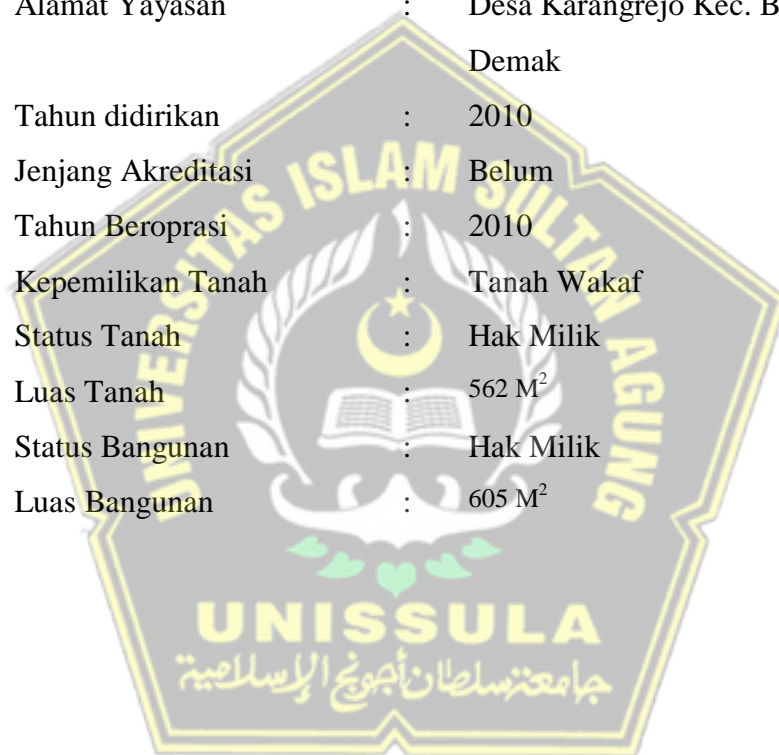 Alamat Yayasan : Desa Karangrejo Kec. B
Demak
Tahun didirikan : 2010
Jenjang Akreditasi : Belum
Tahun Beroprasi : 2010
Kepemilikan Tanah : Tanah Wakaf
Status Tanah : Hak Milik
Luas Tanah : 562 M²
Status Bangunan : Hak Milik
Luas Bangunan : 605 M²
UNIVERSITAS ISLAM SULTAN AGUNG
UNISSULA
جامعة سلطان أجونج الإسلامية